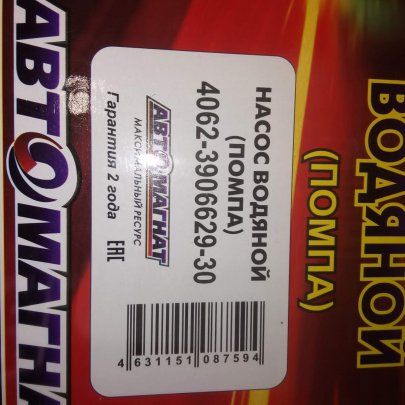 АВТОМАГНА
НАСОС ВОДЯНОЙ
(ПОМПА)
4062-3906629-30
АВТОМАГНАТ
МАКСИМАЛЬНЫЙ РЕСУРС
Гарантия 2 года
EAC
4 631151 087594
ВОДЯНОЙ
(ПОМПА)